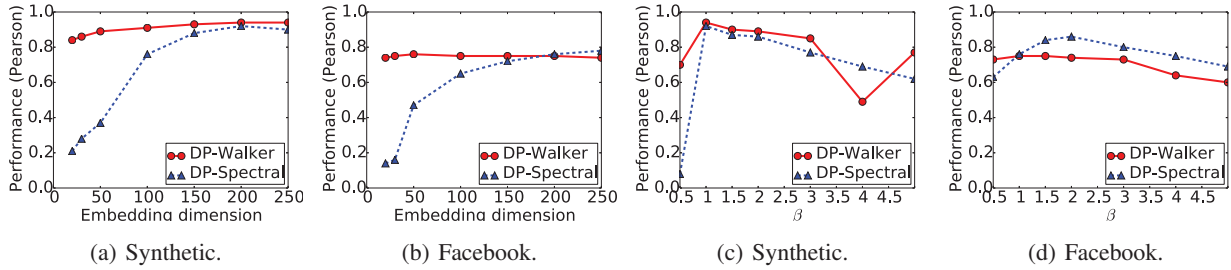 Performance (Pearson)
1.0
0.8
0.6
0.4
0.2
0.0
DP-Walker
DP-Spectral
0 50 100 150 200 250
Embedding dimension
(a) Synthetic.
Performance (Pearson)
1.0
0.8
0.6
0.4
0.2
0.0
DP-Walker
DP-Spectral
0 50 100 150 200 250
Embedding dimension
(b) Facebook.
Performance (Pearson)
1.0
0.8
0.6
0.4
0.2
0.0
DP-Walker
DP-Spectral
0.5 1 1.5 2 2.5 3 3.5 4 4.5
β
(c) Synthetic.
Performance (Pearson)
1.0
0.8
0.6
0.4
0.2
0.0
DP-Walker
DP-Spectral
0.5 1 1.5 2 2.5 3 3.5 4 4.5
β
(d) Facebook.